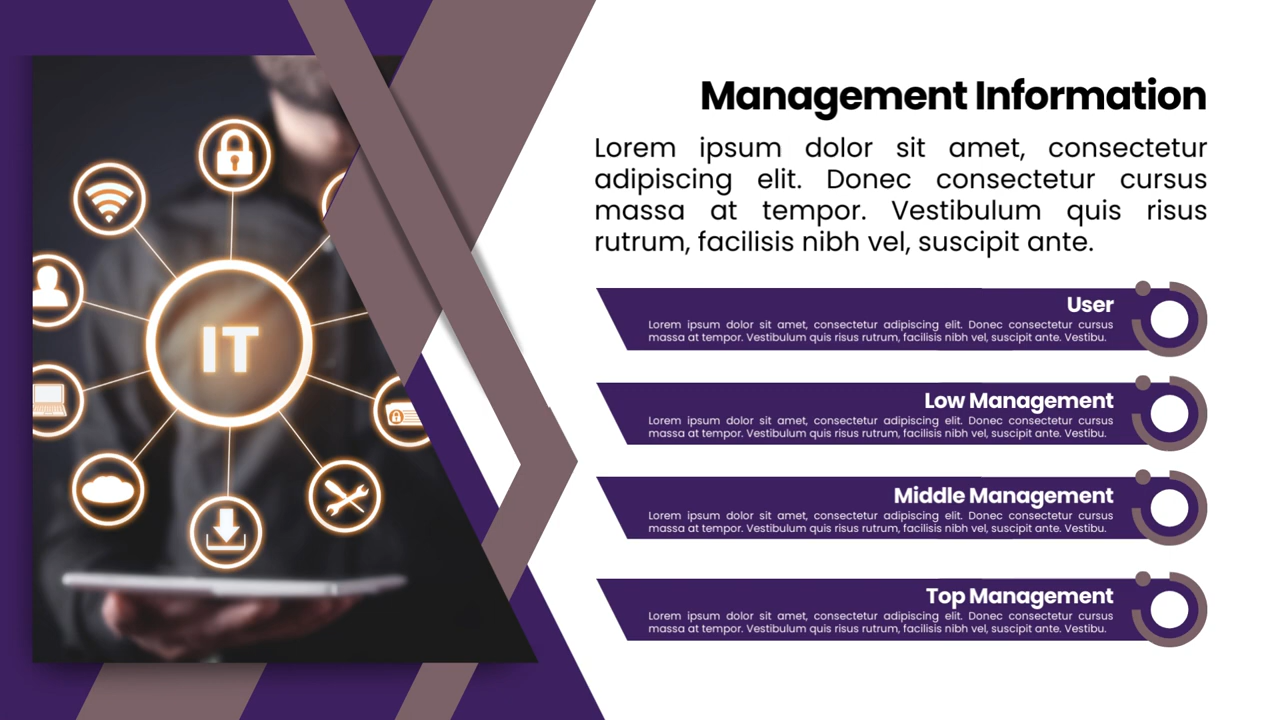 IT
Management Information
Lorem ipsum dolor sit amet, consectetur
adipiscing elit. Donec consectetur cursus
massa at tempor. Vestibulum quis risus
rutrum, facilisis nibh vel, suscipit ante.
User
Lorem ipsum dolor sit amet, consectetur adipiscing elit. Donec consectetur cursus
massa at tempor. Vestibulum quis risus rutrum, facilisis nibh vel, suscipit ante. Vestibu.
Low Management
Lorem ipsum dolor sit amet, consectetur adipiscing elit. Donec consectetur cursus
massa at tempor. Vestibulum quis risus rutrum, facilisis nibh vel, suscipit ante. Vestibu.
Middle Management
Lorem ipsum dolor sit amet, consectetur adipiscing elit. Donec consectetur cursus
massa at tempor. Vestibulum quis risus rutrum, facilisis nibh vel, suscipit ante. Vestibu.
Top Management
Lorem ipsum dolor sit amet, consectetur adipiscing elit. Donec consectetur cursus
massa at tempor. Vestibulum quis risus rutrum, facilisis nibh vel, suscipit ante. Vestibu.